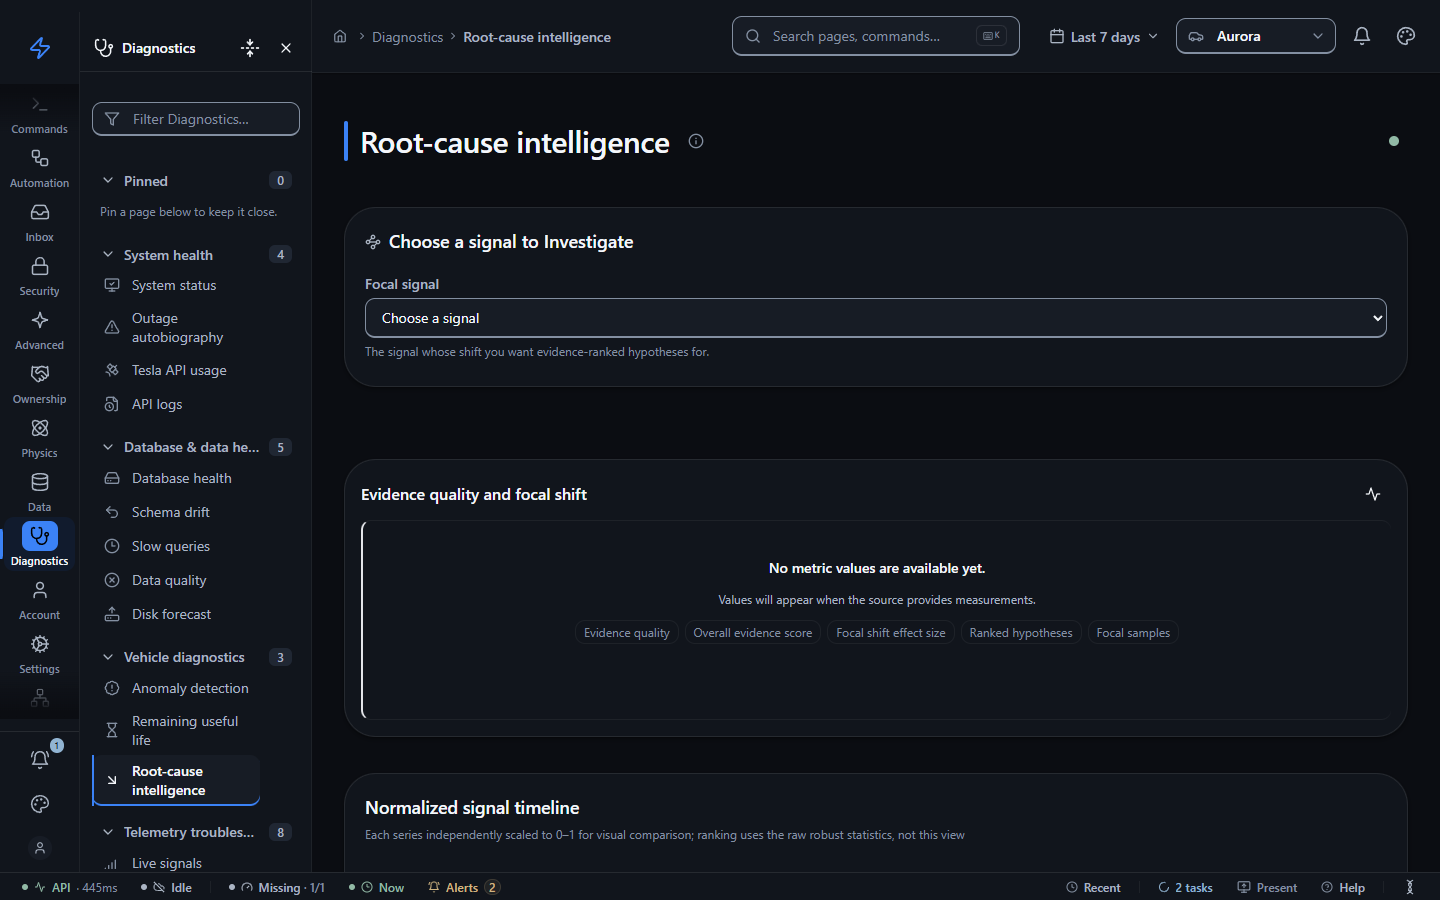 Commands
Automation
Inbox
Security
Advanced
Ownership
Physics
Data
Diagnostics
Account
Settings
1
Diagnostics
Filter Diagnostics...
Pinned 0
Pin a page below to keep it close.
System health 4
System status
Outage
autobiography
Tesla API usage
API logs
Database & data he... 5
Database health
Schema drift
Slow queries
Data quality
Disk forecast
Vehicle diagnostics 3
Anomaly detection
Remaining useful
life
Root-cause
intelligence
Telemetry troubles... 8
Live signals
Diagnostics > Root-cause intelligence
Search pages, commands... K
Last 7 days
Aurora
Root-cause intelligence
Choose a signal to Investigate
Focal signal
Choose a signal
The signal whose shift you want evidence-ranked hypotheses for.
Evidence quality and focal shift
No metric values are available yet.
Values will appear when the source provides measurements.
Evidence quality Overall evidence score Focal shift effect size Ranked hypotheses Focal samples
Normalized signal timeline
Each series independently scaled to 0–1 for visual comparison; ranking uses the raw robust statistics, not this view
API · 445ms Idle Missing · 1/1 Now Alerts 2 Recent 2 tasks Present Help